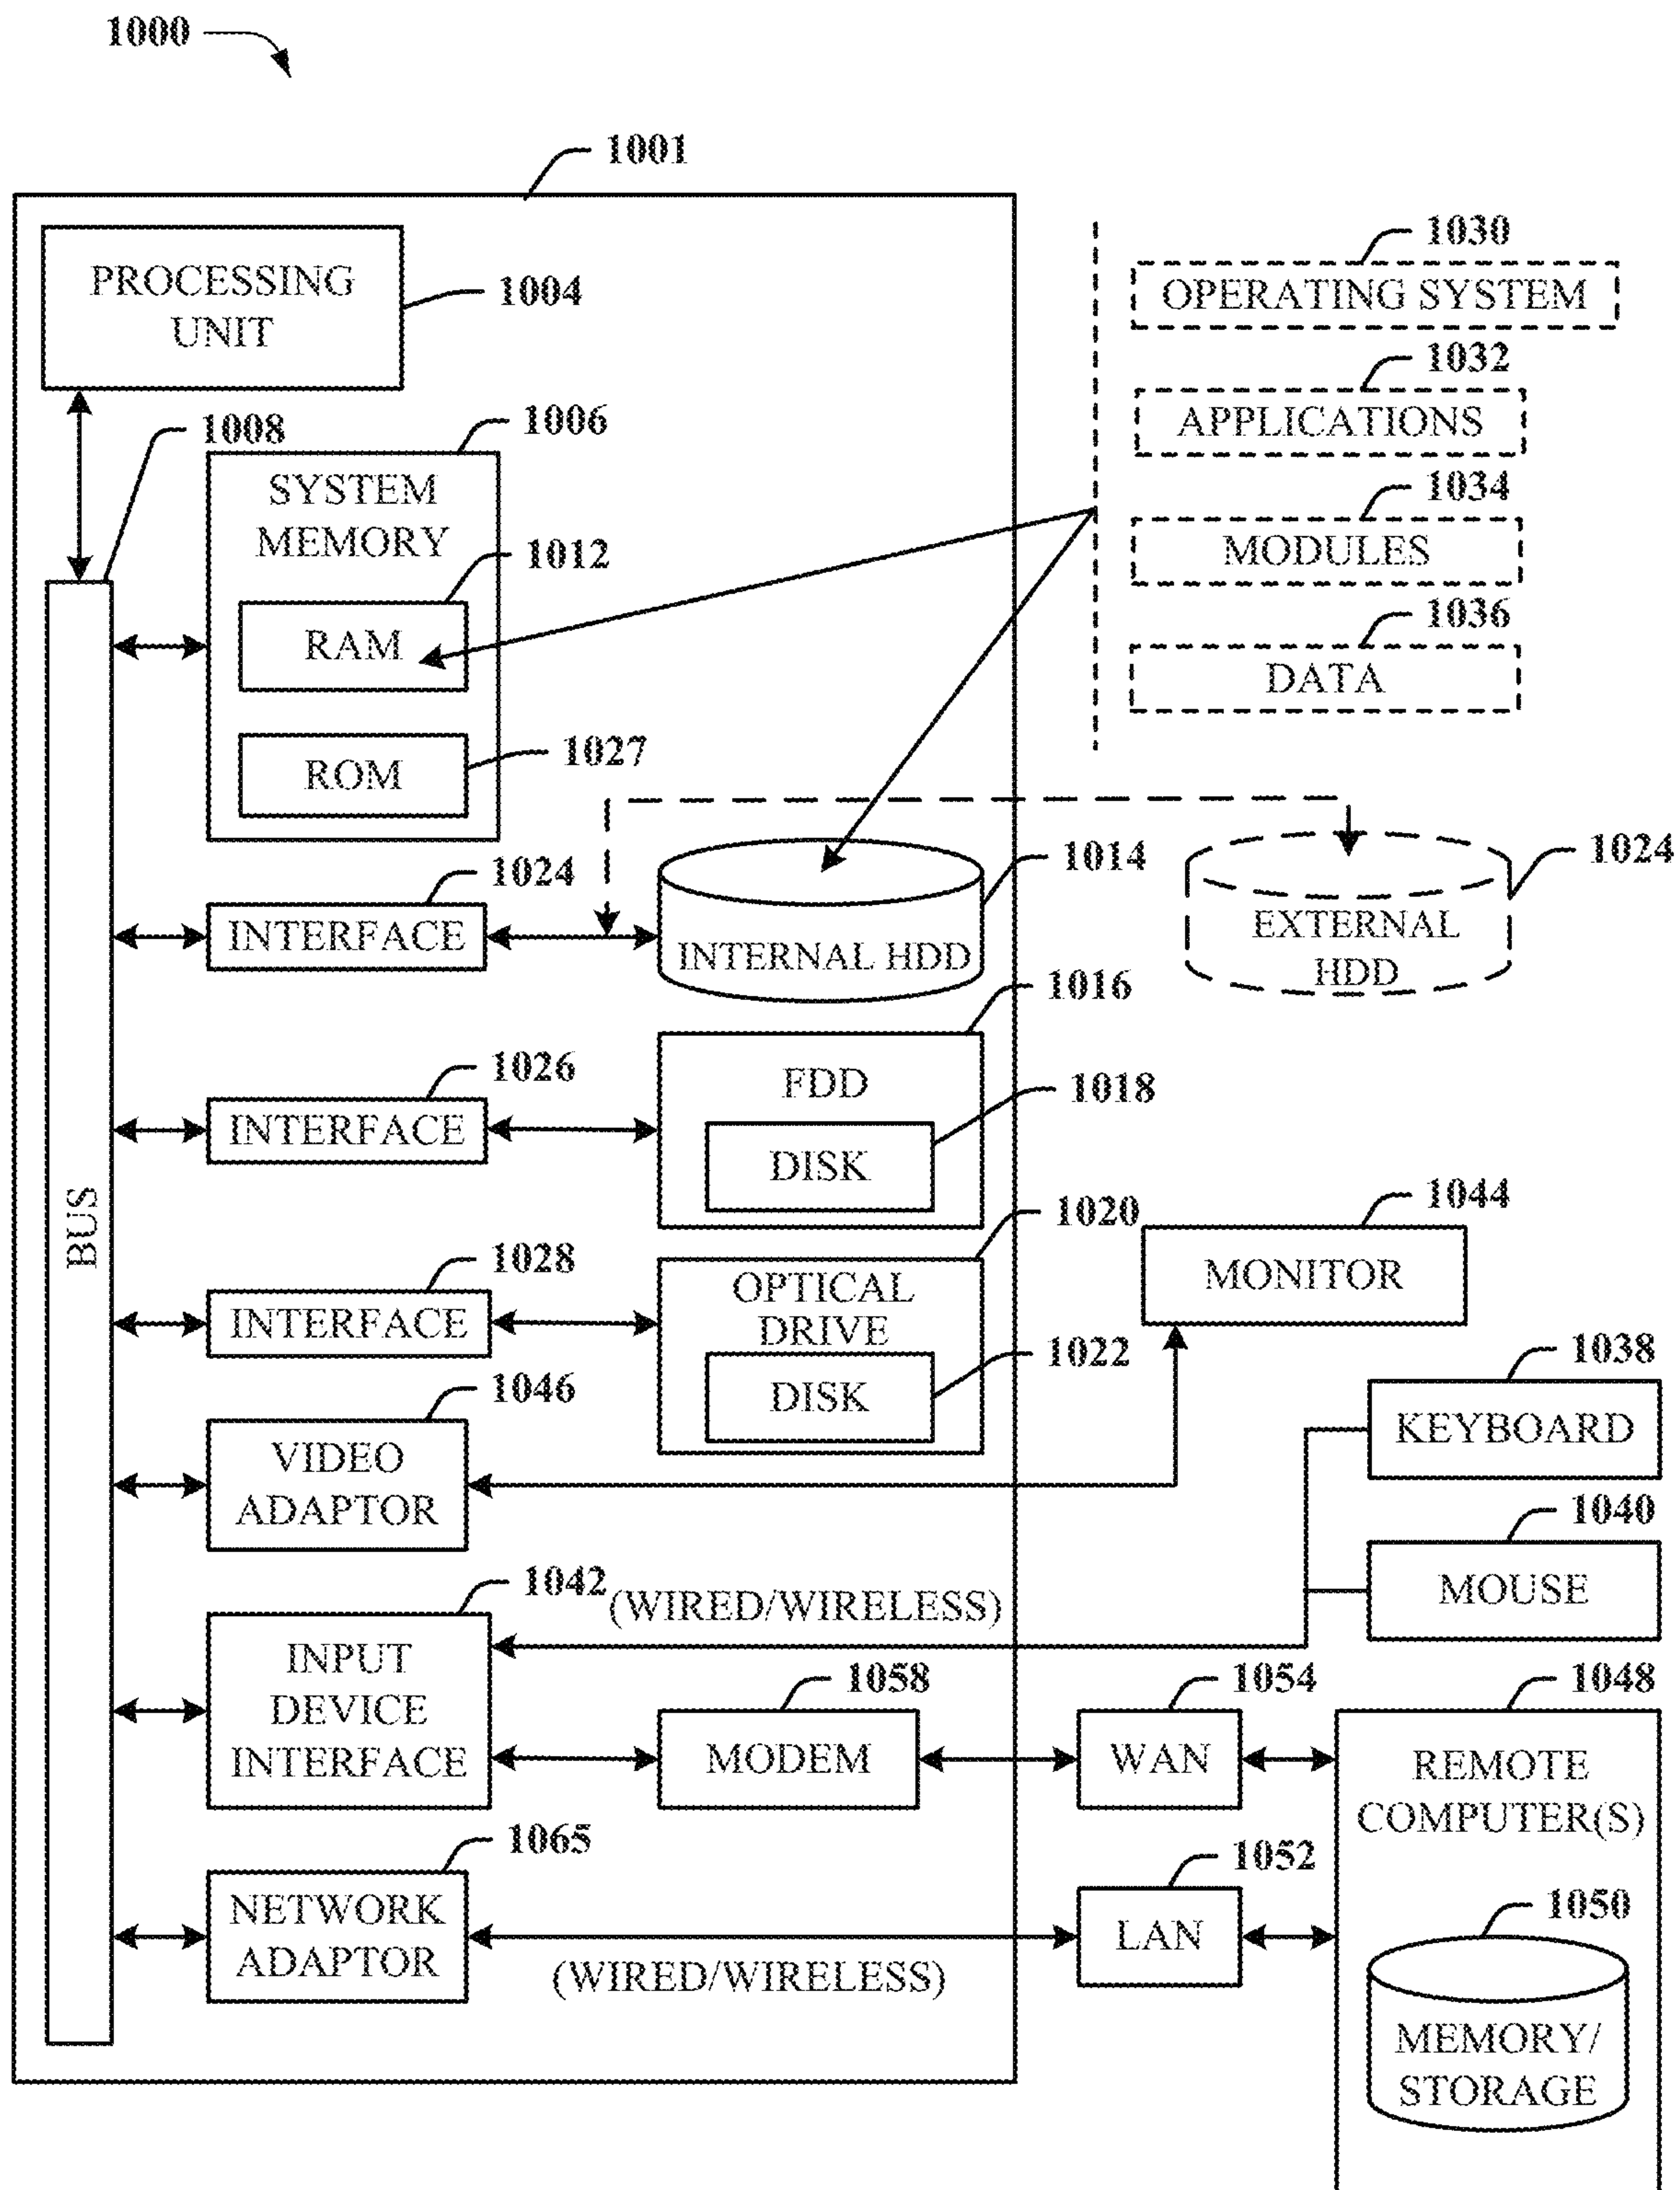 1000
1001
PROCESSING
UNIT
1004
1030
OPERATING SYSTEM
1032
APPLICATIONS
1034
MODULES
1036
DATA
1008
1006
SYSTEM
MEMORY
1012
RAM
1027
ROM
BUS
1024
INTERFACE
1014
INTERNAL HDD
1024
EXTERNAL
HDD
1026
INTERFACE
1016
FDD
1018
DISK
1028
INTERFACE
1020
OPTICAL
DRIVE
1022
DISK
1044
MONITOR
1046
VIDEO
ADAPTOR
1038
KEYBOARD
1040
MOUSE
1042
(WIRED/WIRELESS)
INPUT
DEVICE
INTERFACE
1058
MODEM
1054
WAN
1048
REMOTE
COMPUTER(S)
1065
NETWORK
ADAPTOR
(WIRED/WIRELESS)
1052
LAN
1050
MEMORY/
STORAGE